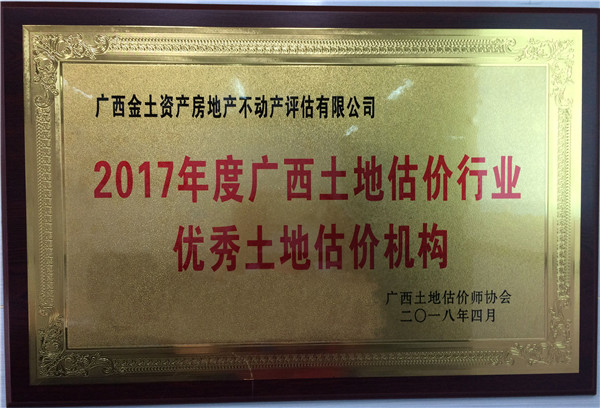 广西金土资产房地产不动产评估有限公司
2017年度广西土地估价行业
优秀土地估价机构
广西土地估价师协会
二〇一八年四月